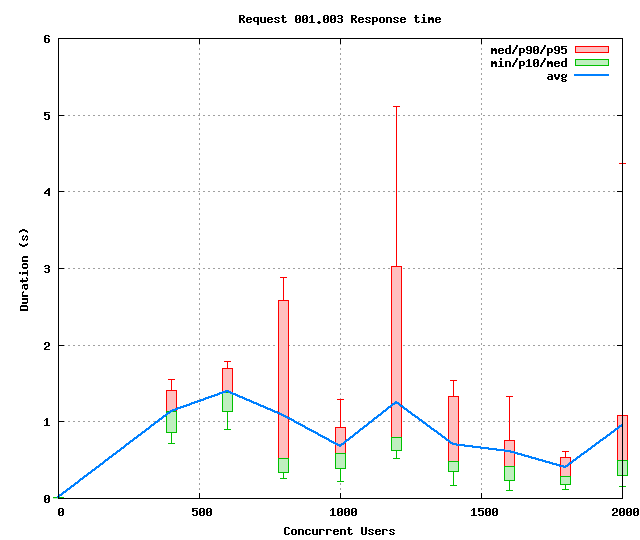 Request 001.003 Response time
med/p90/p95
min/p10/med
avg
6
5
4
3
2
1
0
Duration (s)
0 500 1000 1500 2000
Concurrent Users